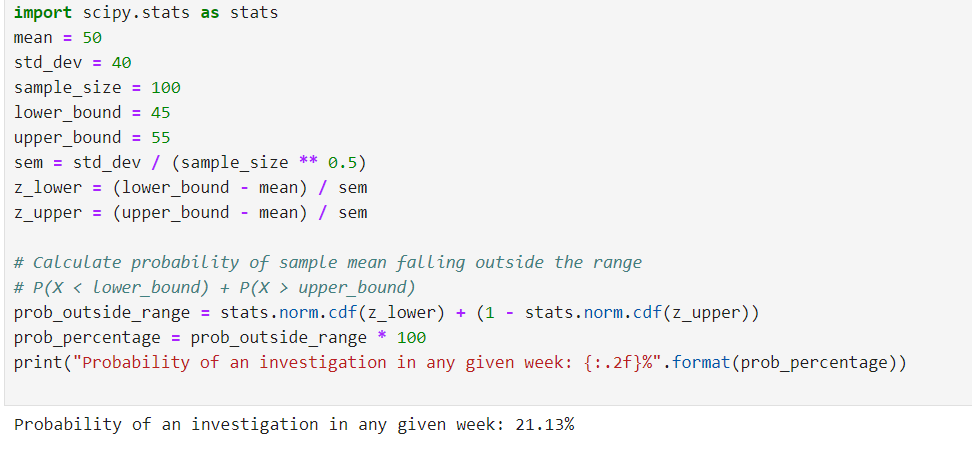 import scipy.stats as stats
mean = 50
std_dev = 40
sample_size = 100
lower_bound = 45
upper_bound = 55
sem = std_dev / (sample_size ** 0.5)
z_lower = (lower_bound - mean) / sem
z_upper = (upper_bound - mean) / sem
# Calculate probability of sample mean falling outside the range
# P(X < lower_bound) + P(X > upper_bound)
prob_outside_range = stats.norm.cdf(z_lower) + (1 - stats.norm.cdf(z_upper))
prob_percentage = prob_outside_range * 100
print("Probability of an investigation in any given week: {:.2f}%".format(prob_percentage))
Probability of an investigation in any given week: 21.13%